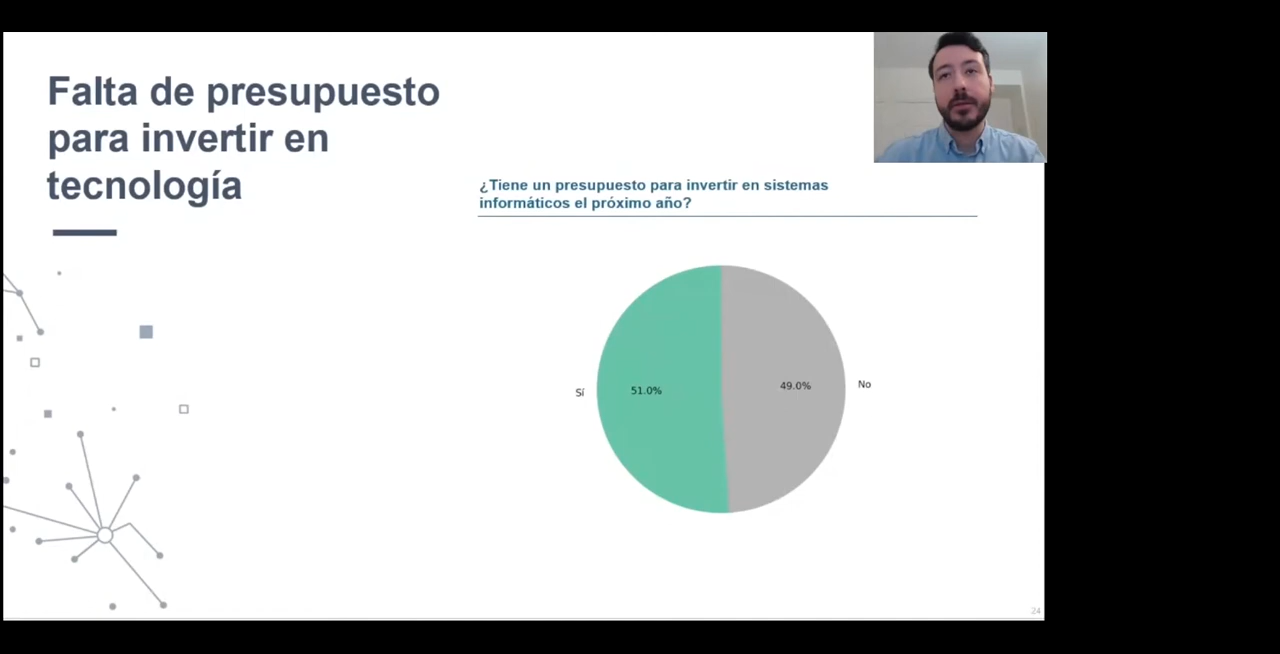 Falta de presupuesto
para invertir en
tecnología
¿Tiene un presupuesto para invertir en sistemas
informáticos el próximo año?
Sí
51.0%
49.0%
No
24